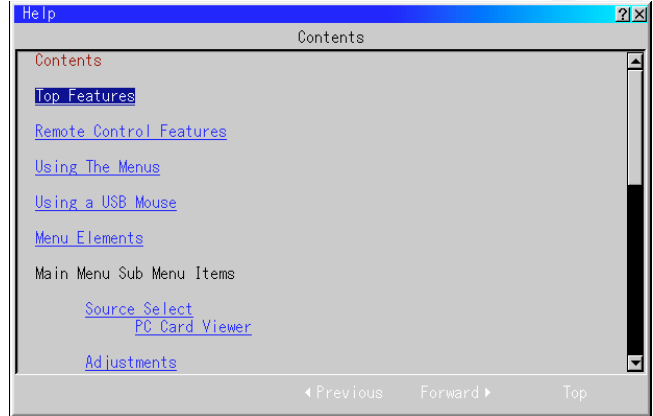 Help
Contents
Contents
Top Features
Remote Control Features
Using The Menus
Using a USB Mouse
Menu Elements
Main Menu Sub Menu Items
Source Select
PC Card Viewer
Adjustments
Previous Forward Top